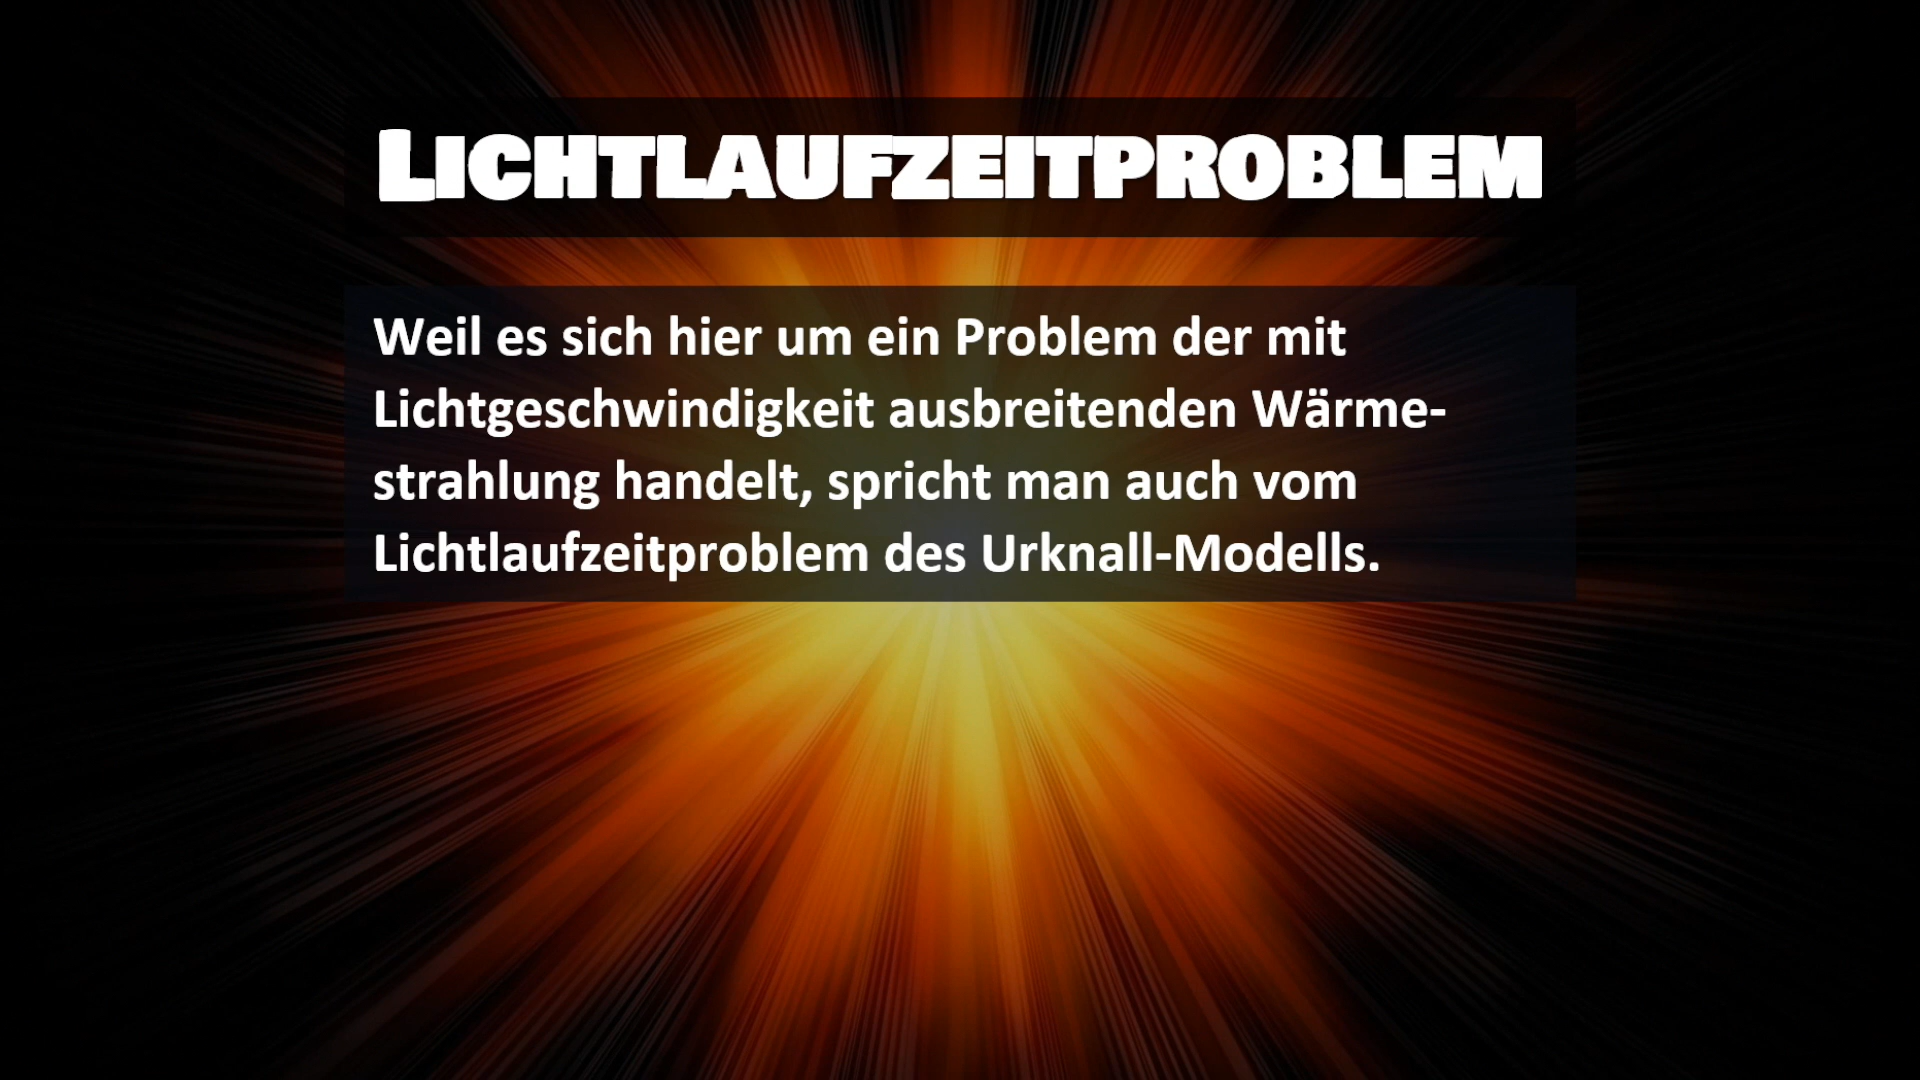 LICHTLAUFZEITPROBLEM
Weil es sich hier um ein Problem der mit
Lichtgeschwindigkeit ausbreitenden Wärme-
strahlung handelt, spricht man auch vom
Lichtlaufzeitproblem des Urknall-Modells.